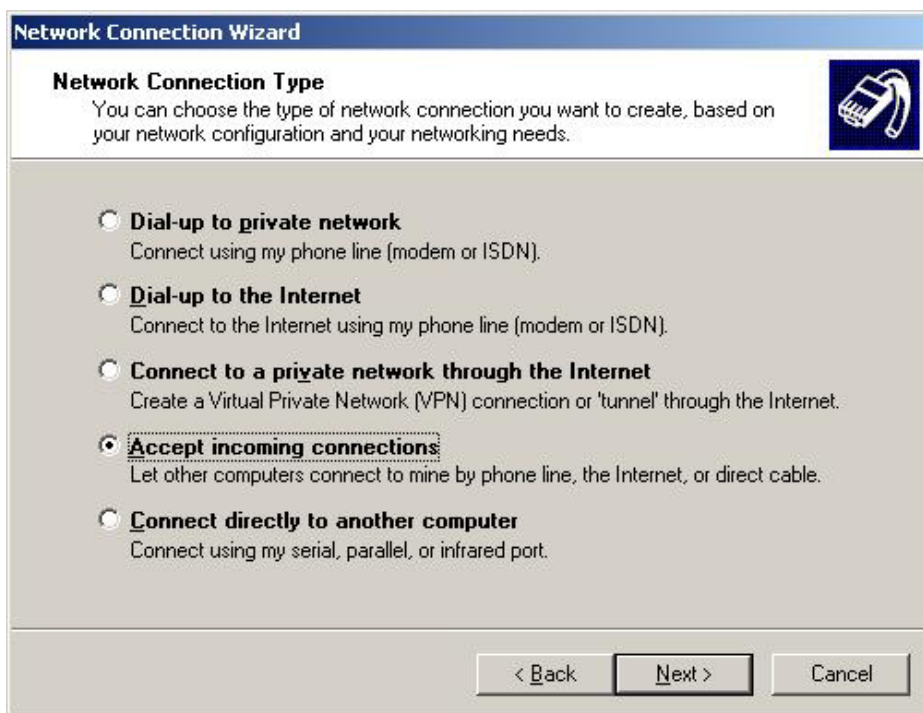 Network Connection Wizard
Network Connection Type
You can choose the type of network connection you want to create, based on
your network configuration and your networking needs.
Dial-up to private network
Connect using my phone line (modem or ISDN).
Dial-up to the Internet
Connect to the Internet using my phone line (modem or ISDN).
Connect to a private network through the Internet
Create a Virtual Private Network (VPN) connection or 'tunnel' through the Internet.
Accept incoming connections
Let other computers connect to mine by phone line, the Internet, or direct cable.
Connect directly to another computer
Connect using my serial, parallel, or infrared port.
< Back Next > Cancel